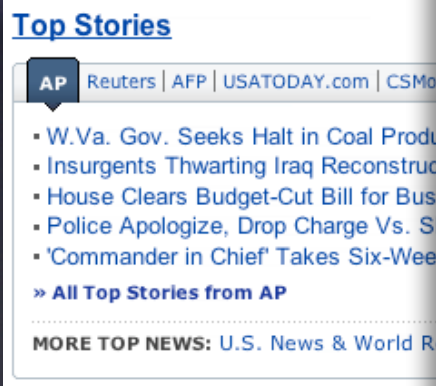 Top Stories
AP Reuters | AFP | USATODAY.com | CSMo
▪ W.Va. Gov. Seeks Halt in Coal Produ
▪ Insurgents Thwarting Iraq Reconstruc
▪ House Clears Budget-Cut Bill for Bus
▪ Police Apologize, Drop Charge Vs. S
▪ 'Commander in Chief' Takes Six-Wee
» All Top Stories from AP
MORE TOP NEWS: U.S. News & World R